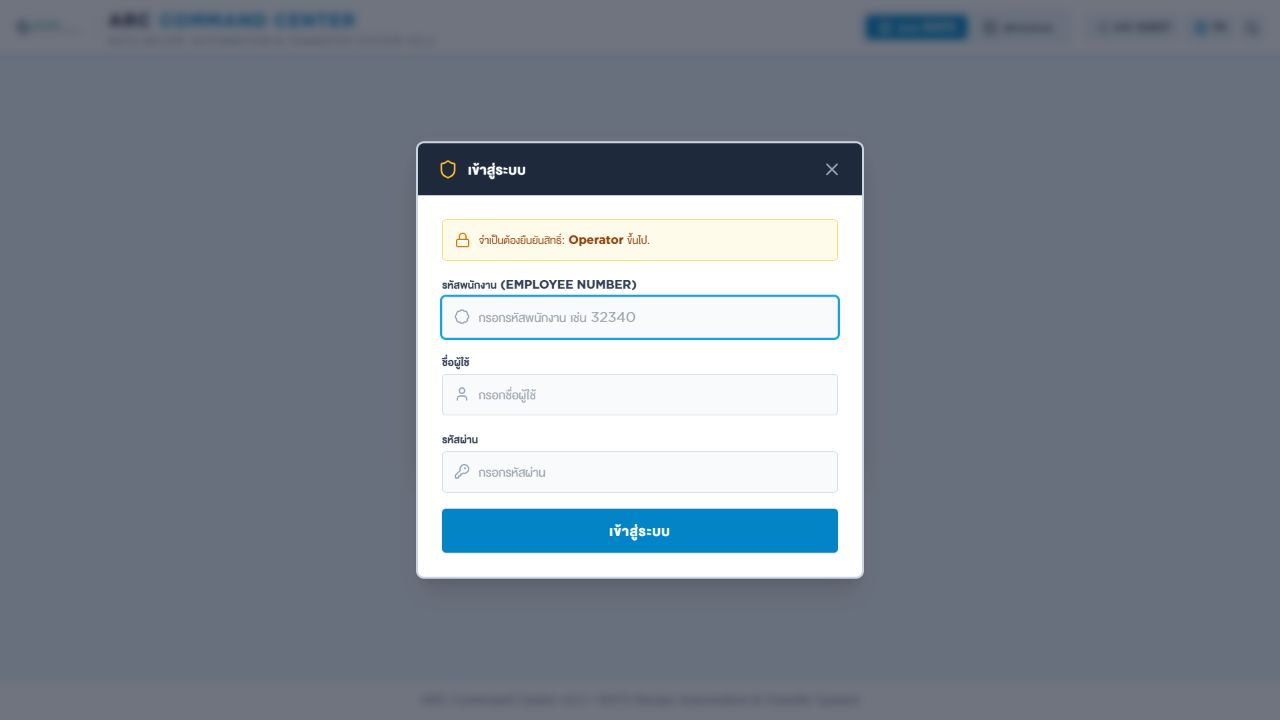 ARC COMMAND CENTER
เข้าสู่ระบบ
จำเป็นต้องยืนยันสิทธิ์: Operator ขึ้นไป.
รหัสพนักงาน (EMPLOYEE NUMBER)
กรอกรหัสพนักงาน เช่น 32340
ชื่อผู้ใช้
กรอกชื่อผู้ใช้
รหัสผ่าน
กรอกรหัสผ่าน
เข้าสู่ระบบ